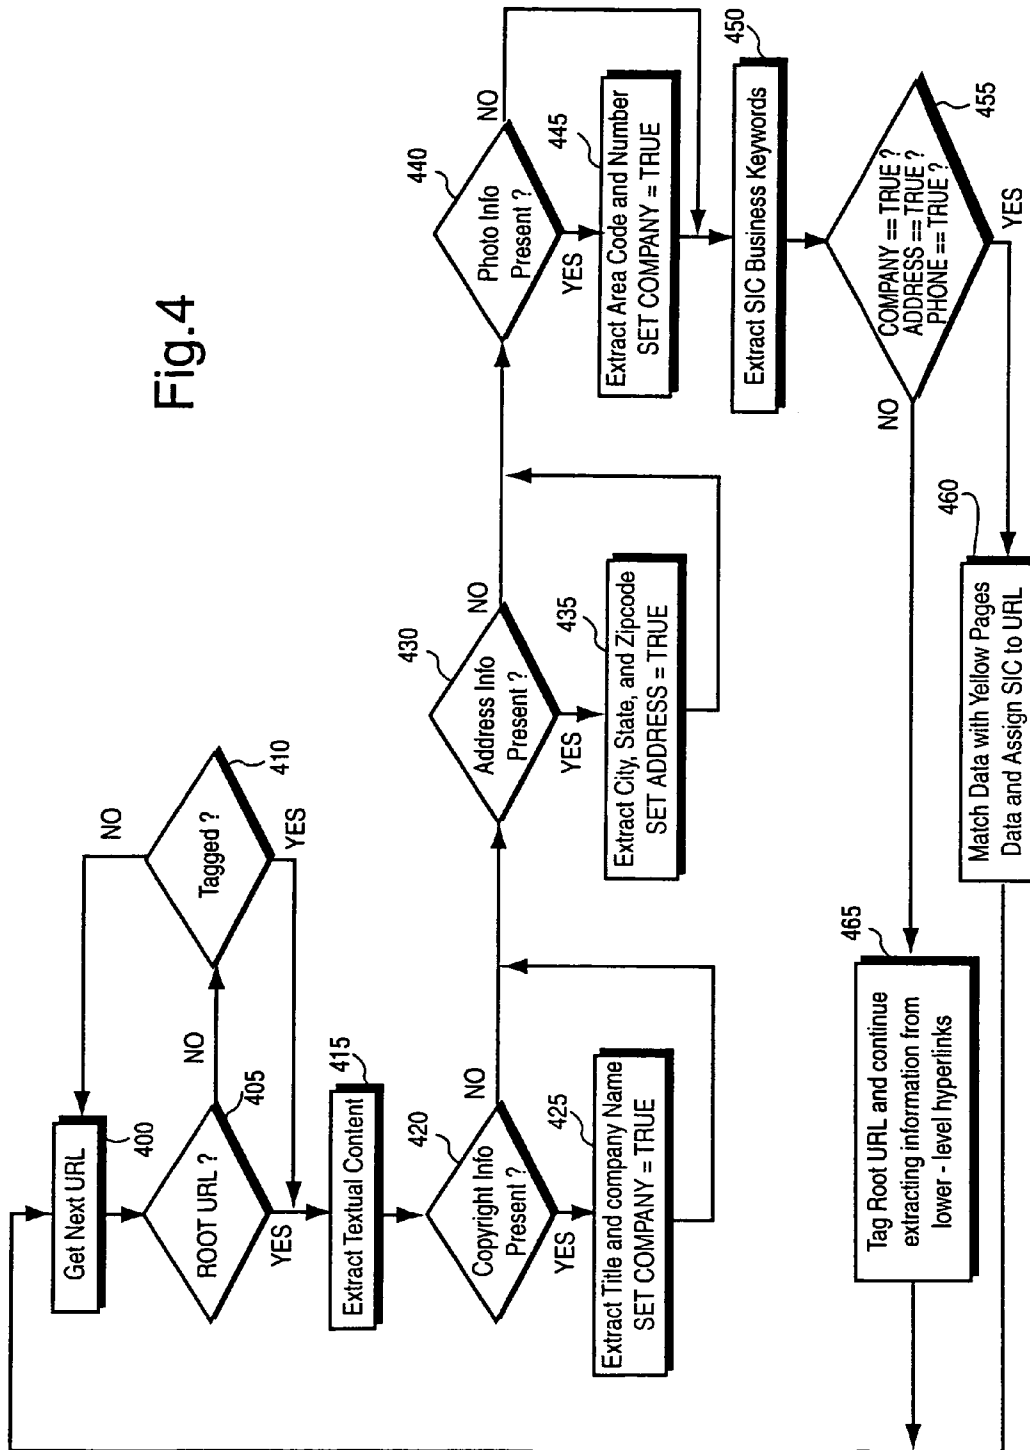 Fig.4
Get Next URL
400
ROOT URL ?
405
NO
YES
Tagged ?
410
NO
YES
Extract Textual Content
415
Copyright Info
Present ?
420
NO
YES
Extract Title and company Name
SET COMPANY = TRUE
425
Address Info
Present ?
430
NO
YES
Extract City, State, and Zipcode
SET ADDRESS = TRUE
435
Photo Info
Present ?
440
NO
YES
Extract Area Code and Number
SET COMPANY = TRUE
445
Extract SIC Business Keywords
450
COMPANY == TRUE ?
ADDRESS == TRUE ?
PHONE == TRUE ?
455
NO
YES
Match Data with Yellow Pages
Data and Assign SIC to URL
460
Tag Root URL and continue
extracting information from
lower - level hyperlinks
465